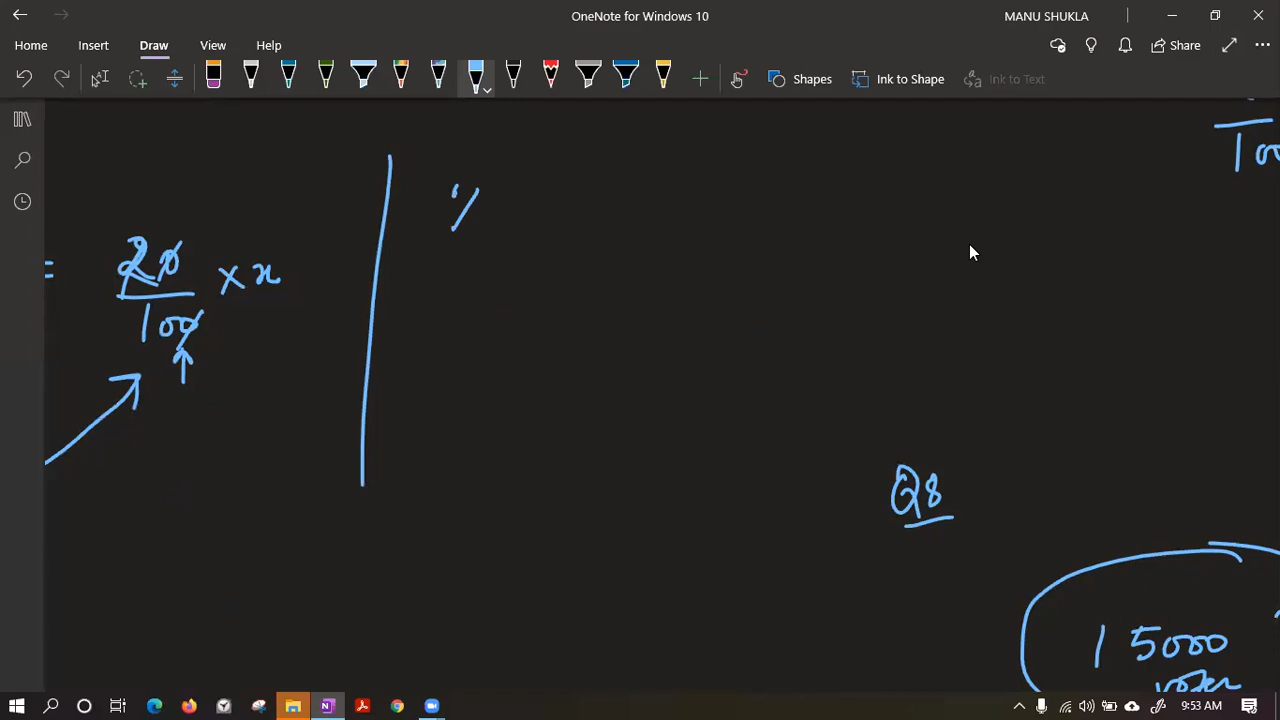 OneNote for Windows 10
MANU SHUKLA
Home Insert Draw View Help
Share
Shapes
Ink to Shape
Ink to Text
100
%
= 20/100 × x
Q8
15000
9:53 AM